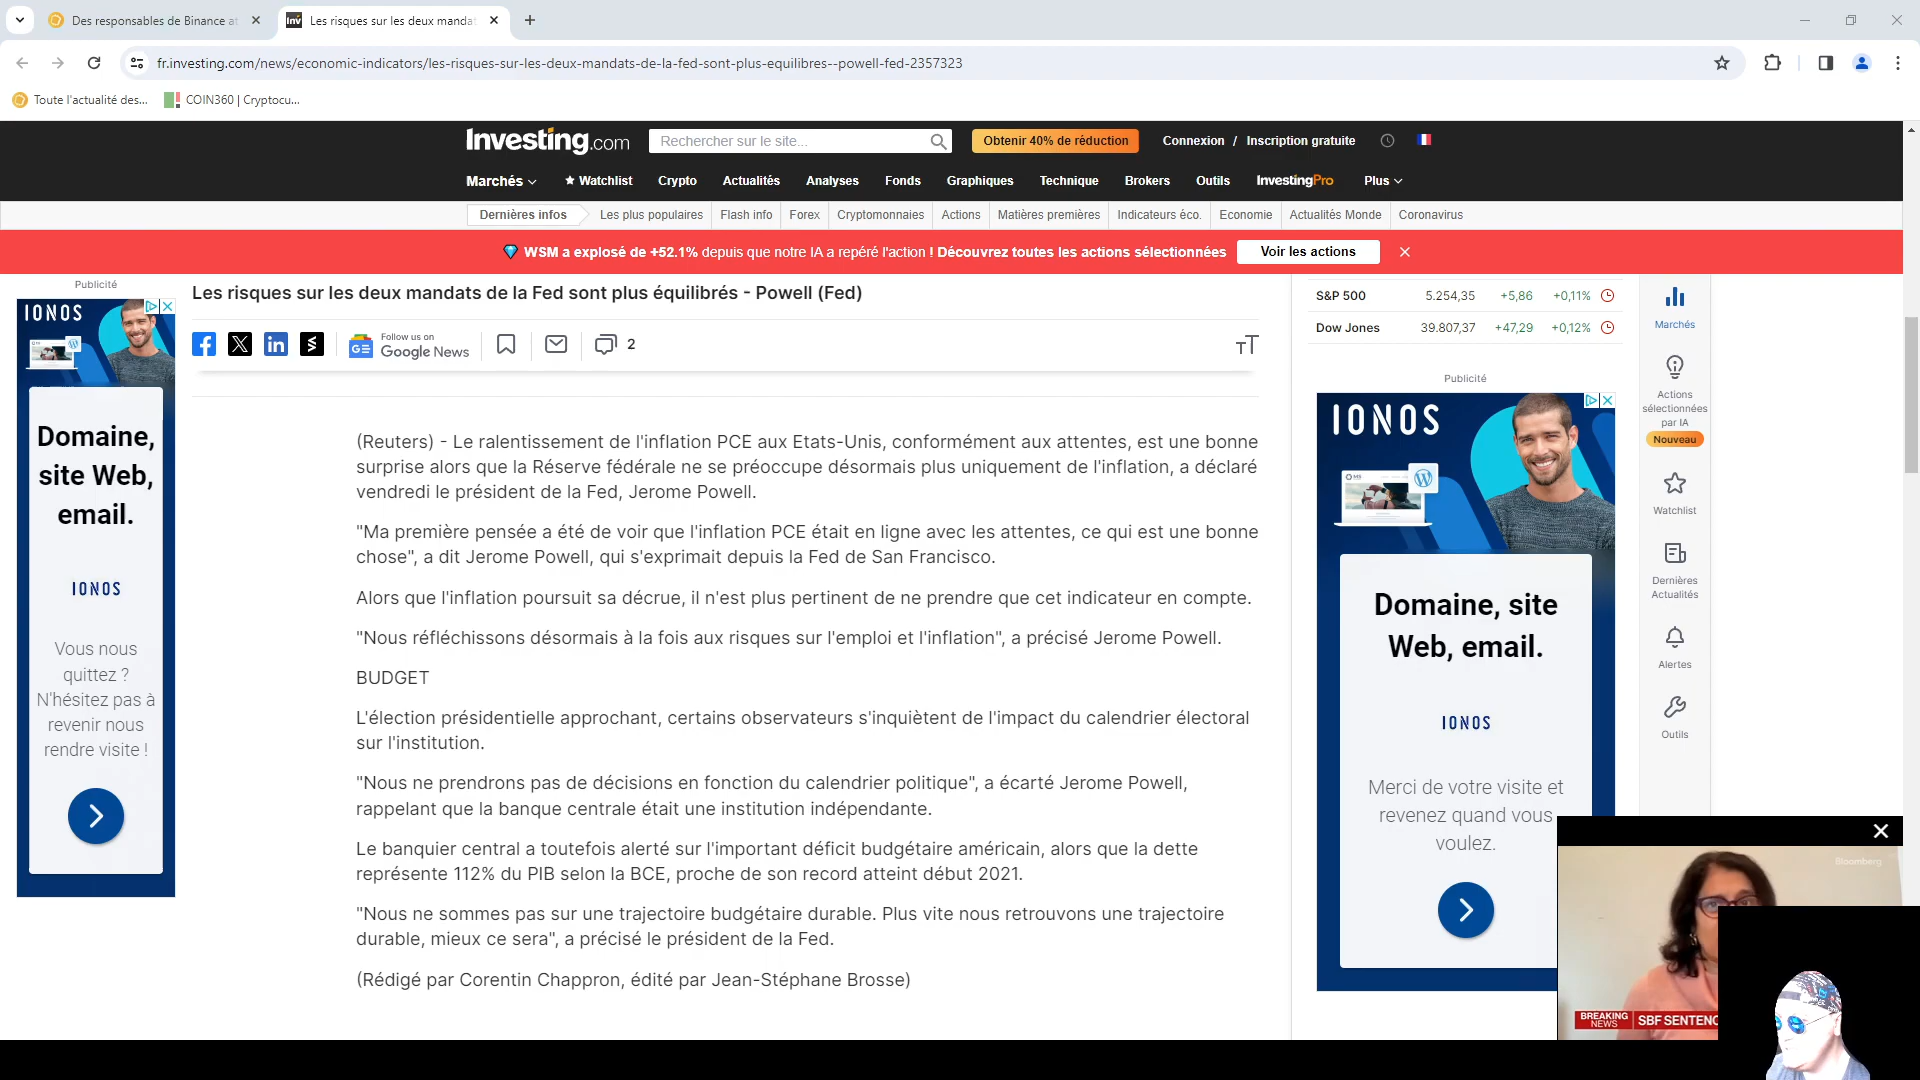 Des responsables de Binance at
Les risques sur les deux mandat
fr.investing.com/news/economic-indicators/les-risques-sur-les-deux-mandats-de-la-fed-sont-plus-equilibres--powell-fed-2357323
Toute l'actualité des...
COIN360 | Cryptocu...
Investing.com
Rechercher sur le site...
Obtenir 40% de réduction
Connexion / Inscription gratuite
Marchés
Watchlist
Crypto
Actualités
Analyses
Fonds
Graphiques
Technique
Brokers
Outils
InvestingPro
Plus
Dernières infos
Les plus populaires
Flash info
Forex
Cryptomonnaies
Actions
Matières premières
Indicateurs éco.
Economie
Actualités Monde
Coronavirus
WSM a explosé de +52.1% depuis que notre IA a repéré l'action ! Découvrez toutes les actions sélectionnées
Voir les actions
Publicité
IONOS
Domaine,
site Web,
email.
IONOS
Vous nous
quittez ?
N'hésitez pas à
revenir nous
rendre visite !
Les risques sur les deux mandats de la Fed sont plus équilibrés - Powell (Fed)
Follow us on
Google News
2
(Reuters) - Le ralentissement de l'inflation PCE aux Etats-Unis, conformément aux attentes, est une bonne
surprise alors que la Réserve fédérale ne se préoccupe désormais plus uniquement de l'inflation, a déclaré
vendredi le président de la Fed, Jerome Powell.
"Ma première pensée a été de voir que l'inflation PCE était en ligne avec les attentes, ce qui est une bonne
chose", a dit Jerome Powell, qui s'exprimait depuis la Fed de San Francisco.
Alors que l'inflation poursuit sa décrue, il n'est plus pertinent de ne prendre que cet indicateur en compte.
"Nous réfléchissons désormais à la fois aux risques sur l'emploi et l'inflation", a précisé Jerome Powell.
BUDGET
L'élection présidentielle approchant, certains observateurs s'inquiètent de l'impact du calendrier électoral
sur l'institution.
"Nous ne prendrons pas de décisions en fonction du calendrier politique", a écarté Jerome Powell,
rappelant que la banque centrale était une institution indépendante.
Le banquier central a toutefois alerté sur l'important déficit budgétaire américain, alors que la dette
représente 112% du PIB selon la BCE, proche de son record atteint début 2021.
"Nous ne sommes pas sur une trajectoire budgétaire durable. Plus vite nous retrouvons une trajectoire
durable, mieux ce sera", a précisé le président de la Fed.
(Rédigé par Corentin Chappron, édité par Jean-Stéphane Brosse)
S&P 500 5.254,35 +5,86 +0,11%
Dow Jones 39.807,37 +47,29 +0,12%
Publicité
IONOS
Domaine, site
Web, email.
IONOS
Merci de votre visite et
revenez quand vous
voulez.
Marchés
Actions
sélectionnées
par IA
Nouveau
Watchlist
Dernières
Actualités
Alertes
Outils
Bloomberg
BREAKING
NEWS
SBF SENTENC